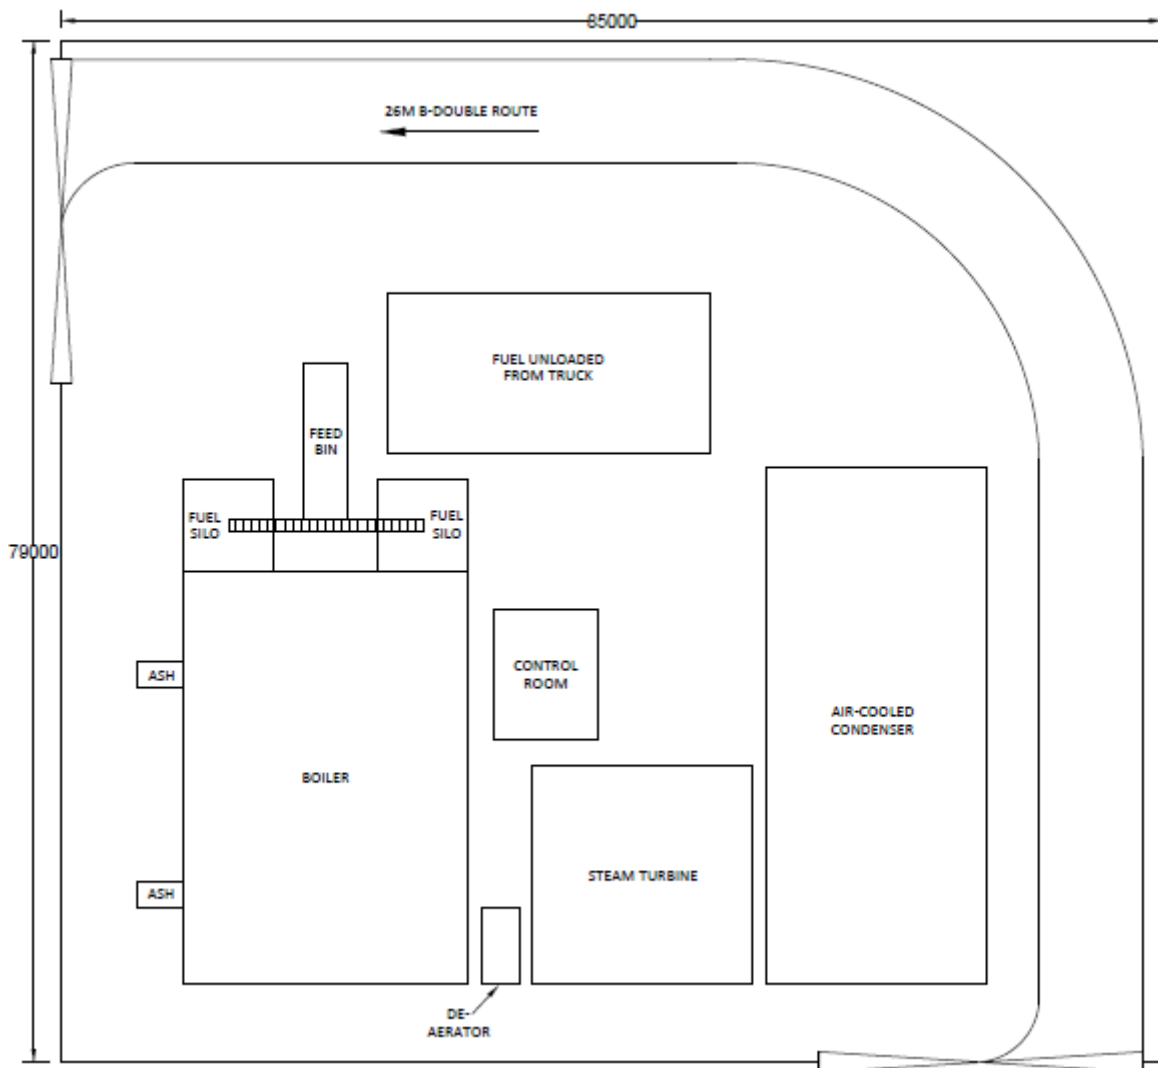 85000
26M B-DOUBLE ROUTE
FUEL UNLOADED
FROM TRUCK
FEED
BIN
FUEL
SILO
FUEL
SILO
79000
CONTROL
ROOM
ASH
AIR-COOLED
CONDENSER
BOILER
STEAM TURBINE
ASH
DE-
AERATOR